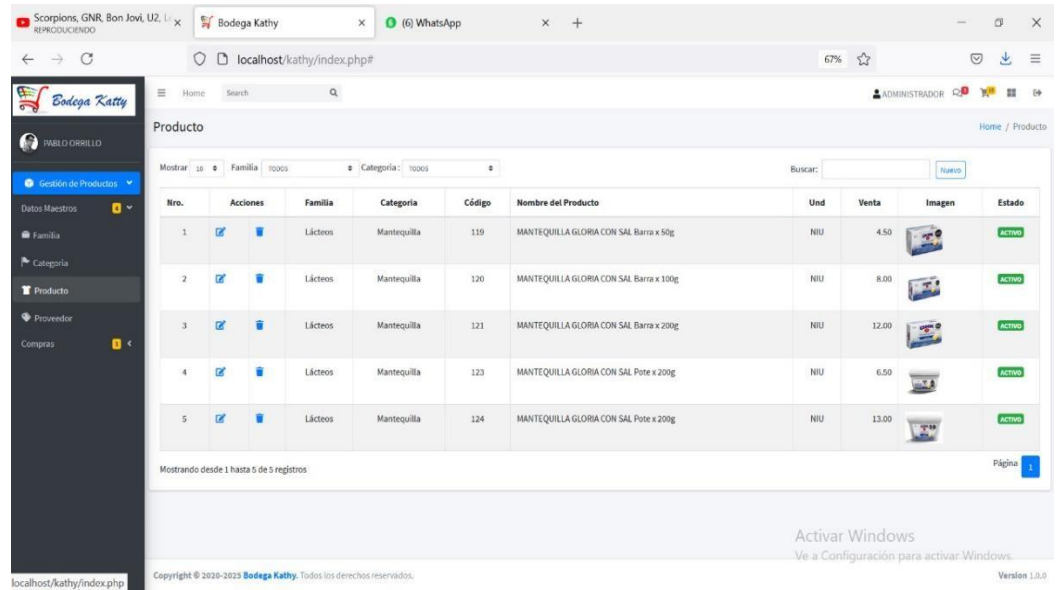 Scorpions, GNR, Bon Jovi, U2, Li
REPRODUCIENDO
Bodega Kathy
(6) WhatsApp
localhost/kathy/index.php#
67%
Bodega Katty
Home
Search
ADMINISTRADOR
PABLO ORRILLO
Producto
Home / Producto
Gestión de Productos
Datos Maestros 4
Familia
Categoria
Producto
Proveedor
Compras 1
Mostrar 10 Familia TODOS Categoria: TODOS Buscar: Nuevo
Nro. Acciones Familia Categoria Código Nombre del Producto Und Venta Imagen Estado
1 Lácteos Mantequilla 119 MANTEQUILLA GLORIA CON SAL Barra x 50g NIU 4.50 ACTIVO
2 Lácteos Mantequilla 120 MANTEQUILLA GLORIA CON SAL Barra x 100g NIU 8.00 ACTIVO
3 Lácteos Mantequilla 121 MANTEQUILLA GLORIA CON SAL Barra x 200g NIU 12.00 ACTIVO
4 Lácteos Mantequilla 123 MANTEQUILLA GLORIA CON SAL Pote x 200g NIU 6.50 ACTIVO
5 Lácteos Mantequilla 124 MANTEQUILLA GLORIA CON SAL Pote x 200g NIU 13.00 ACTIVO
Mostrando desde 1 hasta 5 de 5 registros
Página 1
Activar Windows
Ve a Configuración para activar Windows.
Copyright © 2020-2025 Bodega Kathy. Todos los derechos reservados.
Version 1.0.0
localhost/kathy/index.php